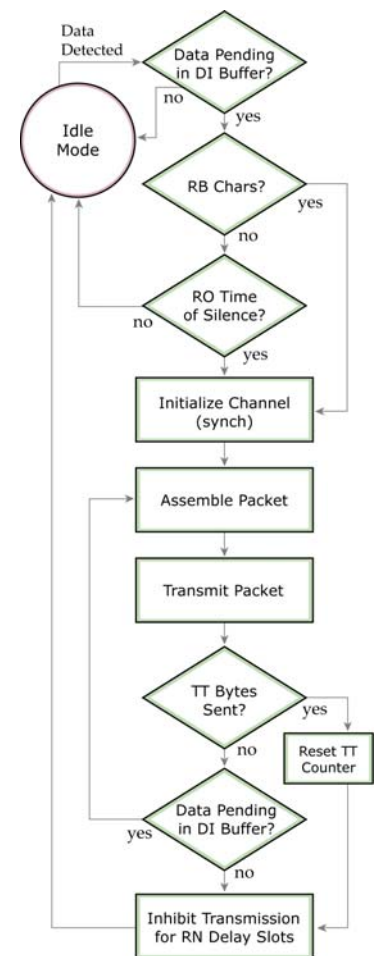 Data
Detected
Data Pending
in DI Buffer?
no
yes
Idle
Mode
RB Chars?
yes
no
RO Time
of Silence?
no
yes
Initialize Channel
(synch)
Assemble Packet
Transmit Packet
TT Bytes
Sent?
yes
no
Reset TT
Counter
Data Pending
in DI Buffer?
yes
no
Inhibit Transmission
for RN Delay Slots